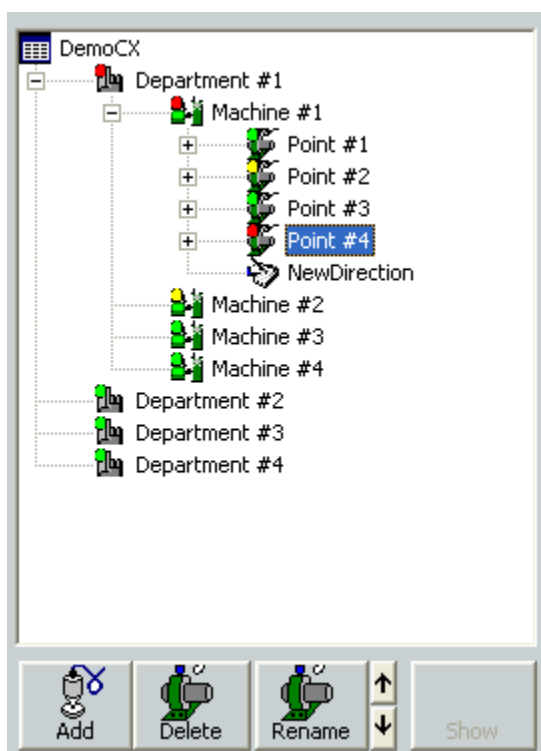 DemoCX
Department #1
Machine #1
Point #1
Point #2
Point #3
Point #4
NewDirection
Machine #2
Machine #3
Machine #4
Department #2
Department #3
Department #4
Add Delete Rename Show